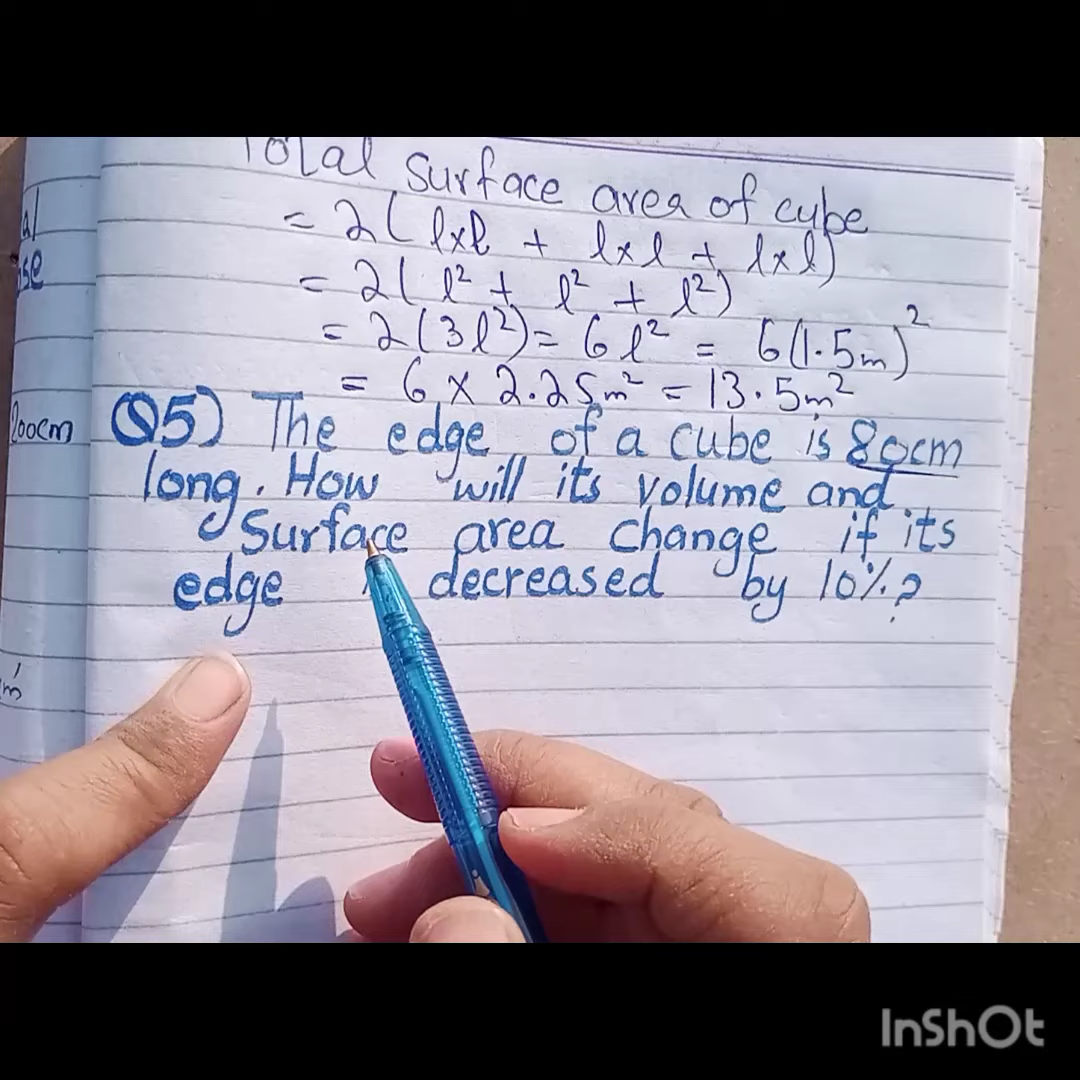 Total surface area of cube
= 2(l×l + l×l + l×l)
= 2(l² + l² + l²)
= 2(3l²) = 6l² = 6(1.5m)²
= 6 × 2.25m² = 13.5m²
Q5) The edge of a cube is 80cm
long. How will its volume and
surface area change if its
edge decreased by 10%?
al
200cm
InShOt